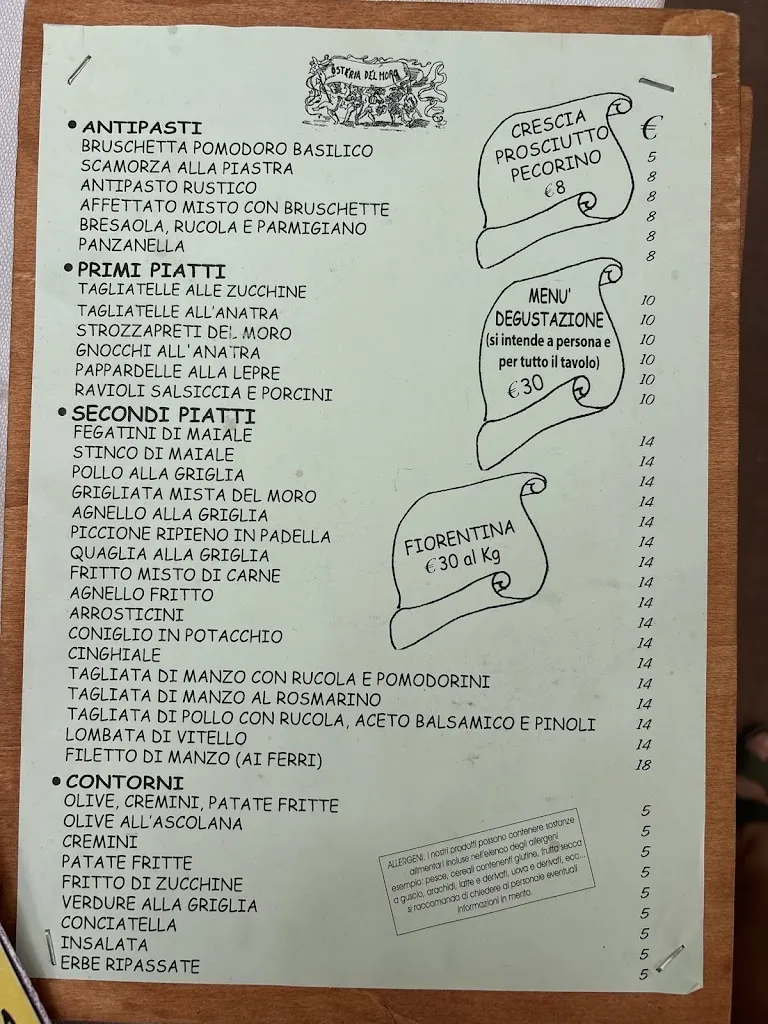 OSTERIA DEL MORO
€
• ANTIPASTI
BRUSCHETTA POMODORO BASILICO 5
SCAMORZA ALLA PIASTRA 8
ANTIPASTO RUSTICO 8
AFFETTATO MISTO CON BRUSCHETTE 8
BRESAOLA, RUCOLA E PARMIGIANO 8
PANZANELLA 8
CRESCIA
PROSCIUTTO
PECORINO
€8
• PRIMI PIATTI
TAGLIATELLE ALLE ZUCCHINE 10
TAGLIATELLE ALL'ANATRA 10
STROZZAPRETI DEL MORO 10
GNOCCHI ALL'ANATRA 10
PAPPARDELLE ALLA LEPRE 10
RAVIOLI SALSICCIA E PORCINI 10
MENU'
DEGUSTAZIONE
(si intende a persona e
per tutto il tavolo)
€30
• SECONDI PIATTI
FEGATINI DI MAIALE 14
STINCO DI MAIALE 14
POLLO ALLA GRIGLIA 14
GRIGLIATA MISTA DEL MORO 14
AGNELLO ALLA GRIGLIA 14
PICCIONE RIPIENO IN PADELLA 14
QUAGLIA ALLA GRIGLIA 14
FRITTO MISTO DI CARNE 14
AGNELLO FRITTO 14
ARROSTICINI 14
CONIGLIO IN POTACCHIO 14
CINGHIALE 14
TAGLIATA DI MANZO CON RUCOLA E POMODORINI 14
TAGLIATA DI MANZO AL ROSMARINO 14
TAGLIATA DI POLLO CON RUCOLA, ACETO BALSAMICO E PINOLI 14
LOMBATA DI VITELLO 14
FILETTO DI MANZO (AI FERRI) 18
FIORENTINA
€30 al Kg
• CONTORNI
OLIVE, CREMINI, PATATE FRITTE 5
OLIVE ALL'ASCOLANA 5
CREMINI 5
PATATE FRITTE 5
FRITTO DI ZUCCHINE 5
VERDURE ALLA GRIGLIA 5
CONCIATELLA 5
INSALATA 5
ERBE RIPASSATE 5
ALLERGENI. I nostri prodotti possono contenere sostanze
alimentari incluse nell'elenco degli allergeni
esempio: pesce, cereali contenenti glutine, frutta secca
a guscio, arachidi, latte e derivati, uova e derivati, ecc...
si raccomanda di chiedere al personale eventuali
informazioni in merito.